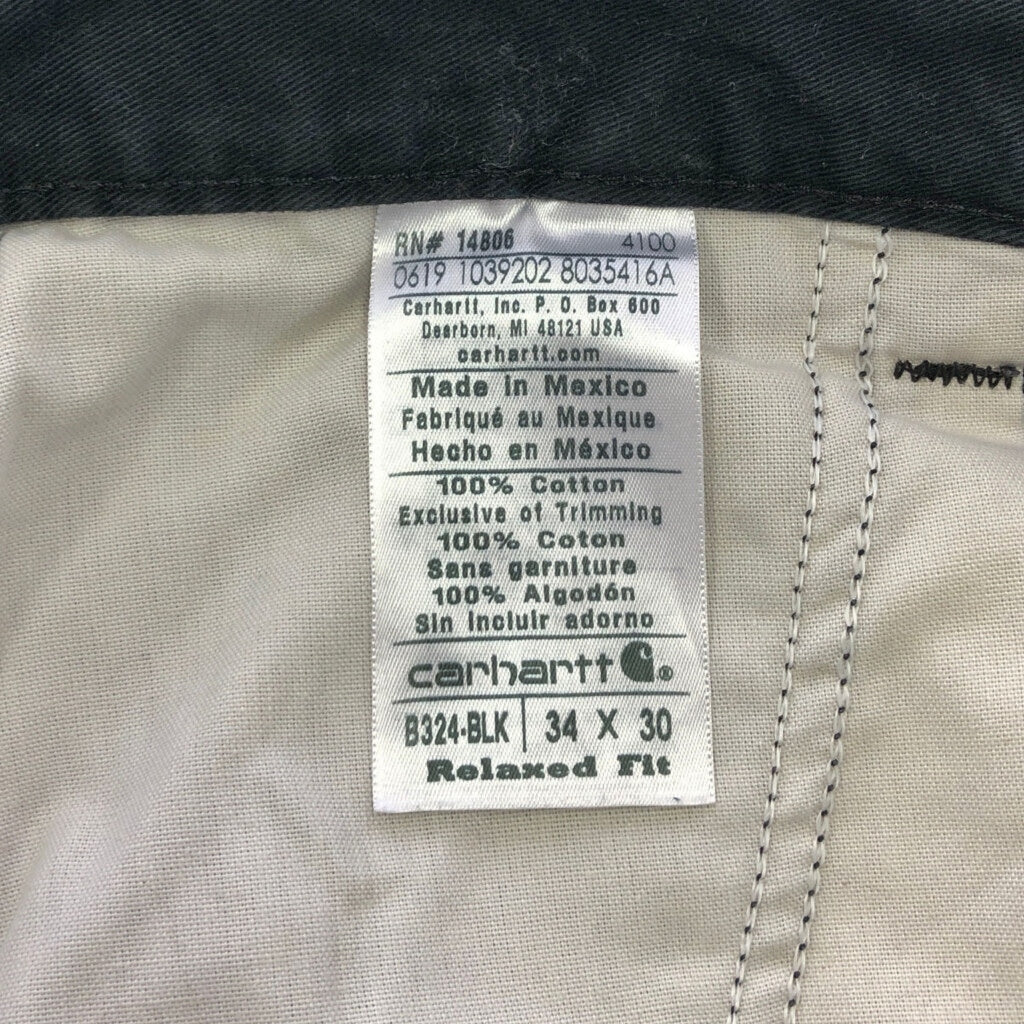 RN# 14806 4100
0619 1039202 8035416A
Carhartt, Inc. P. O. Box 600
Dearborn, MI 48121 USA
carhartt.com
Made in Mexico
Fabriqué au Mexique
Hecho en México
100% Cotton
Exclusive of Trimming
100% Coton
Sans garniture
100% Algodón
Sin incluir adorno
carhartt ®
B324-BLK | 34 X 30
Relaxed Fit